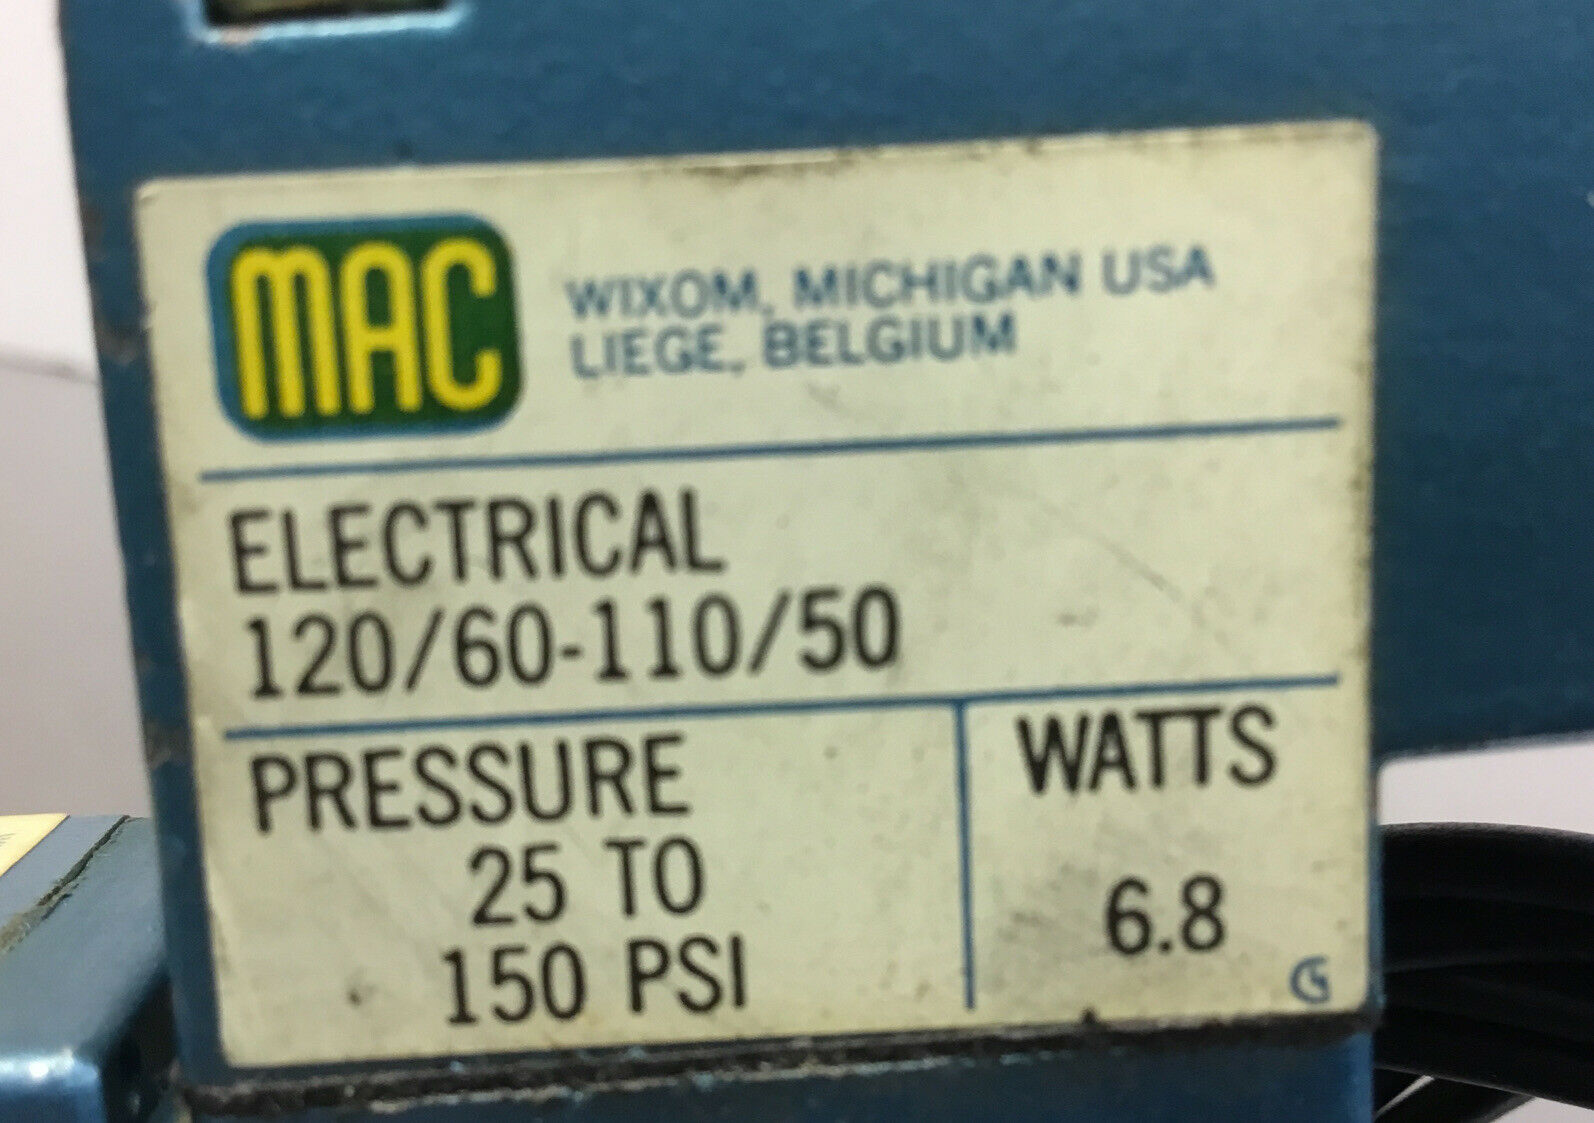 MAC
WIXOM, MICHIGAN USA
LIEGE, BELGIUM
ELECTRICAL
120/60-110/50
PRESSURE
25 TO
150 PSI
WATTS
6.8